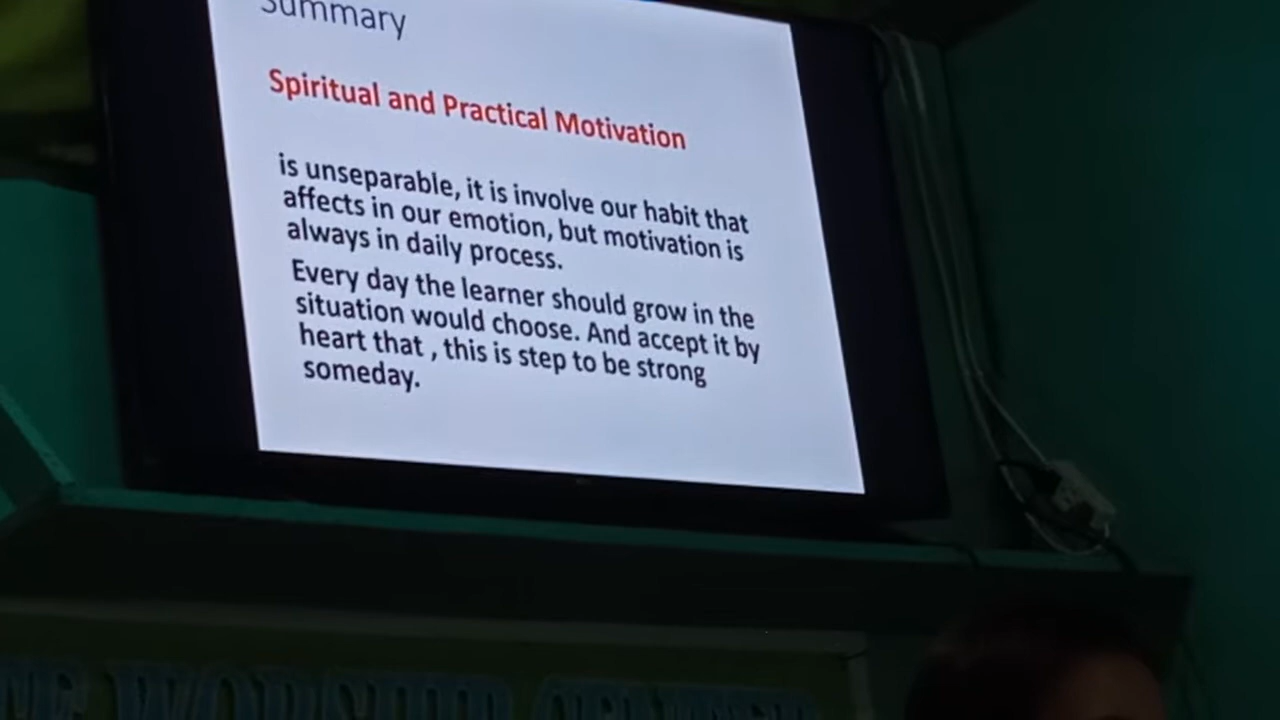 Summary
Spiritual and Practical Motivation
is unseparable, it is involve our habit that
affects in our emotion, but motivation is
always in daily process.
Every day the learner should grow in the
situation would choose. And accept it by
heart that , this is step to be strong
someday.
WORSHIP CENTER